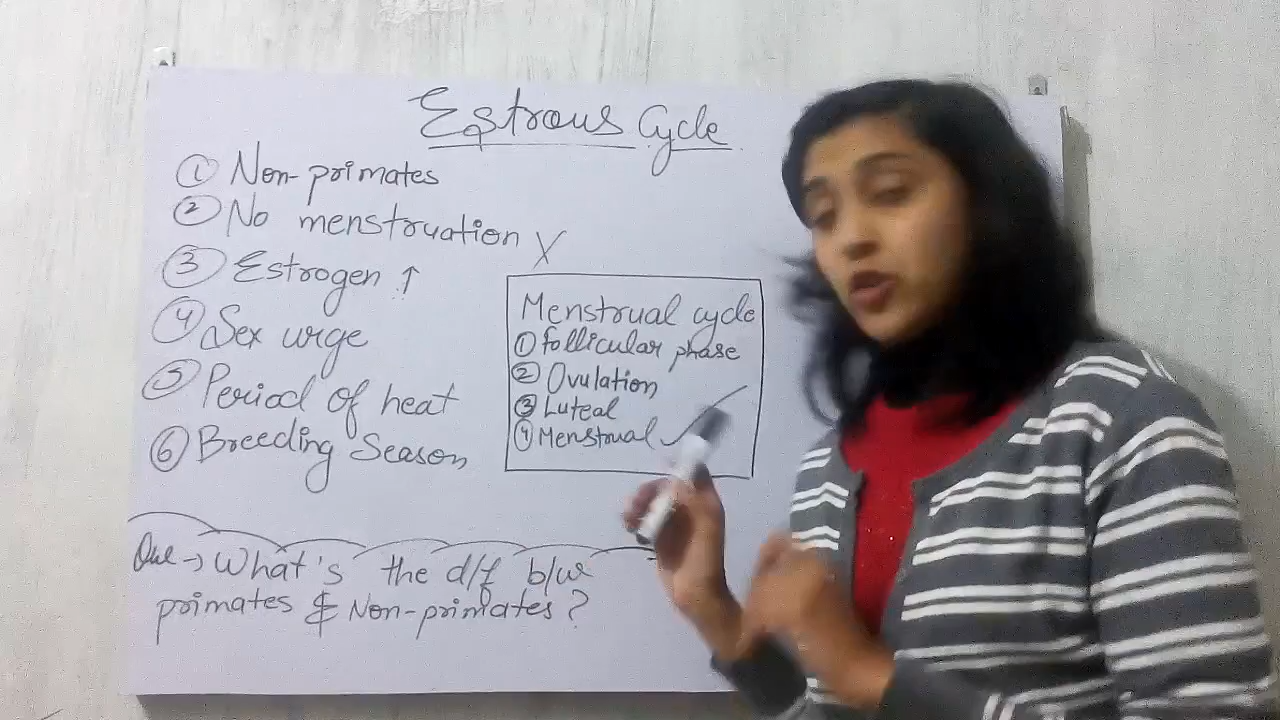 Estrous Cycle
① Non-primates
② No menstruation X
③ Estrogen ↑
④ Sex urge
⑤ Period of heat
⑥ Breeding Season
Menstrual cycle
① Follicular phase
② Ovulation
③ Luteal
④ Menstrual ✓
Que → What's the d/f b/w
primates & Non-primates?